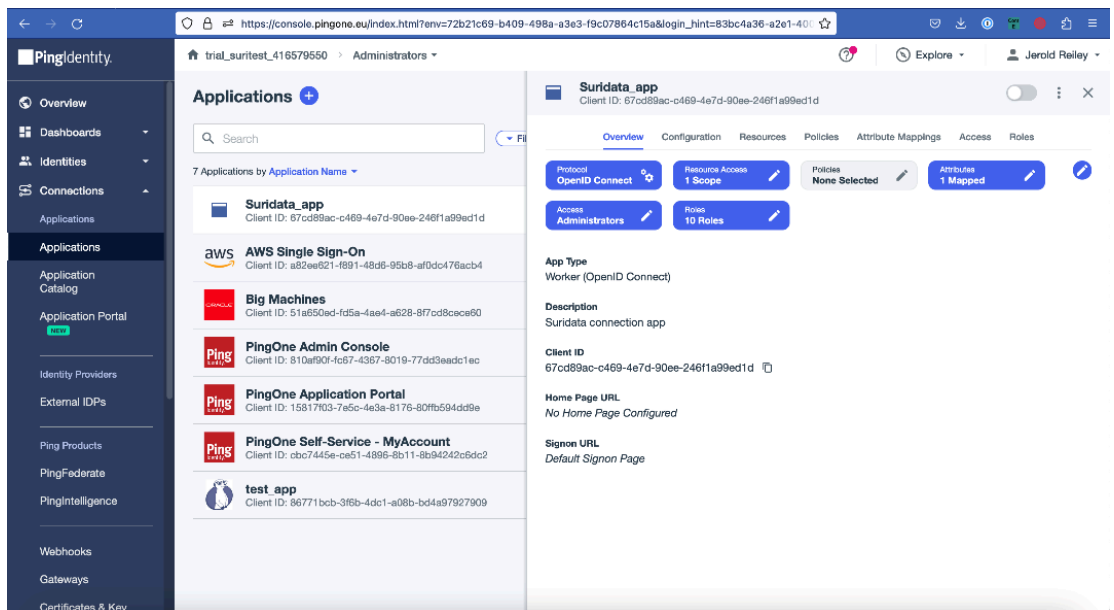 https://console.pingone.eu/index.html?env=72b21c69-b409-498a-a3e3-f9c07864c15a&login_hint=83bc4a36-a2e1-400
PingIdentity.
trial_suritest_416579550
Administrators
Explore
Jerold Reiley
Overview
Dashboards
Identities
Connections
Applications
Applications
Application
Catalog
Application Portal
NEW
Identity Providers
External IDPs
Ping Products
PingFederate
PingIntelligence
Webhooks
Gateways
Certificates & Key
Applications
Search
Fil
7 Applications by Application Name
Suridata_app
Client ID: 67cd89ac-c469-4e7d-90ee-246f1a99ed1d
aws
AWS Single Sign-On
Client ID: a82ee621-f891-48d6-95b8-af0dc476acb4
ORACLE
Big Machines
Client ID: 51a650ed-fd5a-4ae4-a628-8f7cd8cece60
Ping
Identity
PingOne Admin Console
Client ID: 810af90f-fc67-4367-8019-77dd3eadc1ec
Ping
Identity
PingOne Application Portal
Client ID: 15817f03-7e5c-4e3a-8176-80ffb594dd9e
Ping
Identity
PingOne Self-Service - MyAccount
Client ID: cbc7445e-ce51-4896-8b11-8b94242c6dc2
test_app
Client ID: 86771bcb-3f6b-4dc1-a08b-bd4a97927909
Suridata_app
Client ID: 67cd89ac-c469-4e7d-90ee-246f1a99ed1d
Overview
Configuration
Resources
Policies
Attribute Mappings
Access
Roles
Protocol
OpenID Connect
Resource Access
1 Scope
Policies
None Selected
Attributes
1 Mapped
Access
Administrators
Roles
10 Roles
App Type
Worker (OpenID Connect)
Description
Suridata connection app
Client ID
67cd89ac-c469-4e7d-90ee-246f1a99ed1d
Home Page URL
No Home Page Configured
Signon URL
Default Signon Page